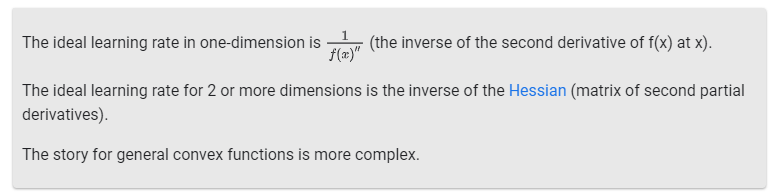 The ideal learning rate in one-dimension is \frac{1}{f(x)''} (the inverse of the second derivative of f(x) at x).
The ideal learning rate for 2 or more dimensions is the inverse of the Hessian (matrix of second partial
derivatives).
The story for general convex functions is more complex.